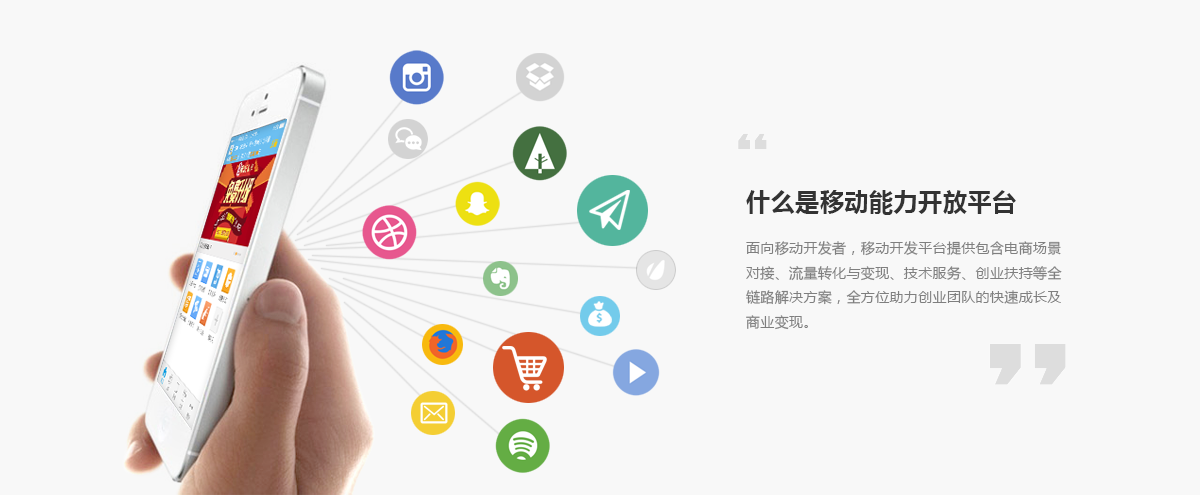 什么是移动能力开放平台
面向移动开发者，移动开发平台提供包含电商场景
对接、流量转化与变现、技术服务、创业扶持等全
链路解决方案，全方位助力创业团队的快速成长及
商业变现。